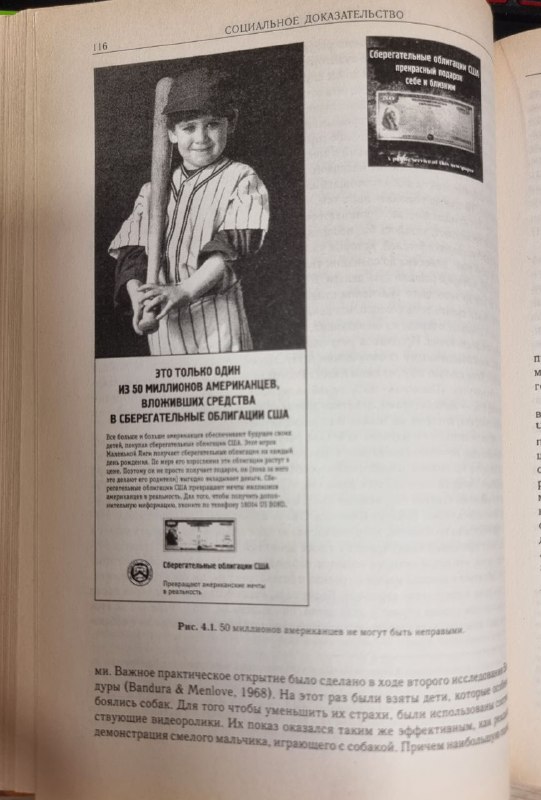 116
СОЦИАЛЬНОЕ ДОКАЗАТЕЛЬСТВО
Сберегательные облигации США
прекрасный подарок
себе и близким
A public service of this newspaper
ЭТО ТОЛЬКО ОДИН
ИЗ 50 МИЛЛИОНОВ АМЕРИКАНЦЕВ,
ВЛОЖИВШИХ СРЕДСТВА
В СБЕРЕГАТЕЛЬНЫЕ ОБЛИГАЦИИ США
Все больше и больше американцев обеспечивают будущее своих
детей, покупая сберегательные облигации США. Этот игрок
Маленькой Лиги получает сберегательные облигации на каждый
день рождения. По мере его взросления эти облигации растут в
цене. Поэтому он не просто получает подарок, он (пока за него
это делают его родители) выгодно вкладывает деньги. Сбе-
регательные облигации США превращают мечты миллионов
американцев в реальность. Для того, чтобы получить допол-
нительную информацию, звоните по телефону 18004 US BOND.
Сберегательные облигации США
Превращают американские мечты
в реальность
Рис. 4.1. 50 миллионов американцев не могут быть неправыми.
ми. Важное практическое открытие было сделано в ходе второго исследования
дуры (Bandura & Menlove, 1968). На этот раз были взяты дети, которые
боялись собак. Для того чтобы уменьшить их страхи, были использованы
ствующие видеоролики. Их показ оказался таким же эффективным, как
демонстрация смелого мальчика, играющего с собакой. Причем